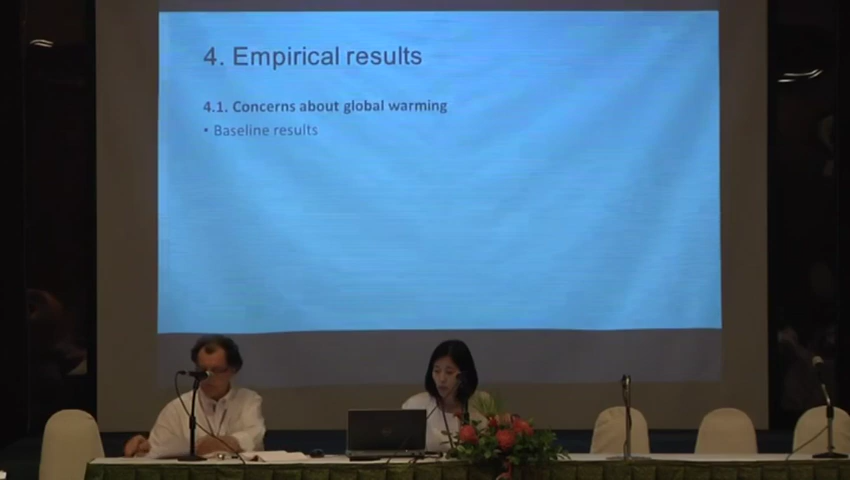 4. Empirical results
4.1. Concerns about global warming
• Baseline results